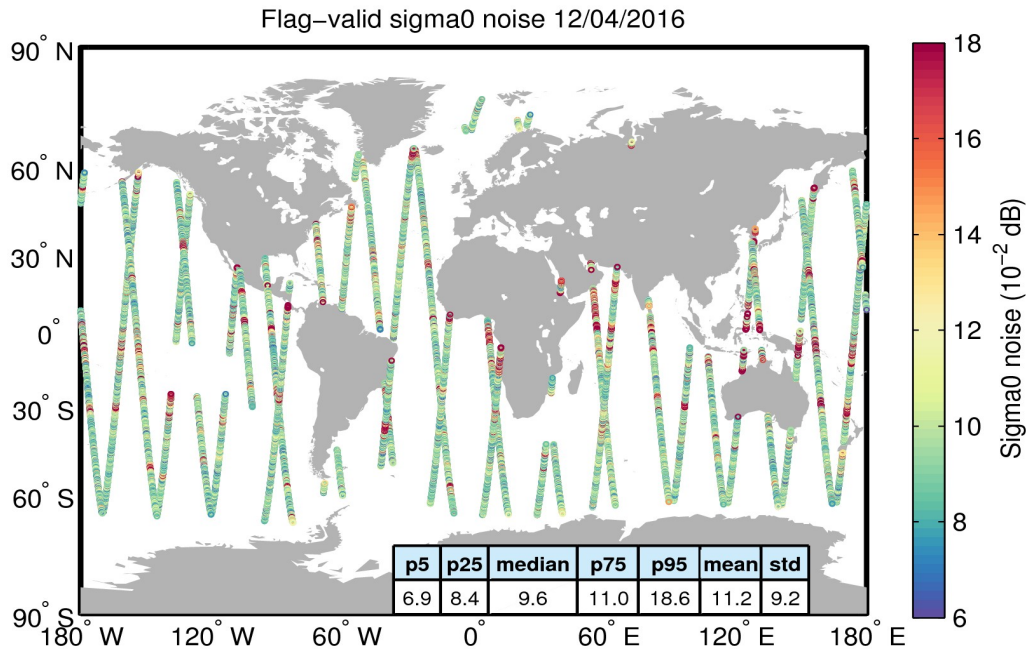 Flag−valid sigma0 noise 12/04/2016
90° N
60° N
30° N
0°
30° S
60° S
90° S
180° W
120° W
60° W
0°
60° E
120° E
180° E
18
16
14
12
10
8
6
Sigma0 noise (10⁻² dB)
p5 p25 median p75 p95 mean std
6.9 8.4 9.6 11.0 18.6 11.2 9.2